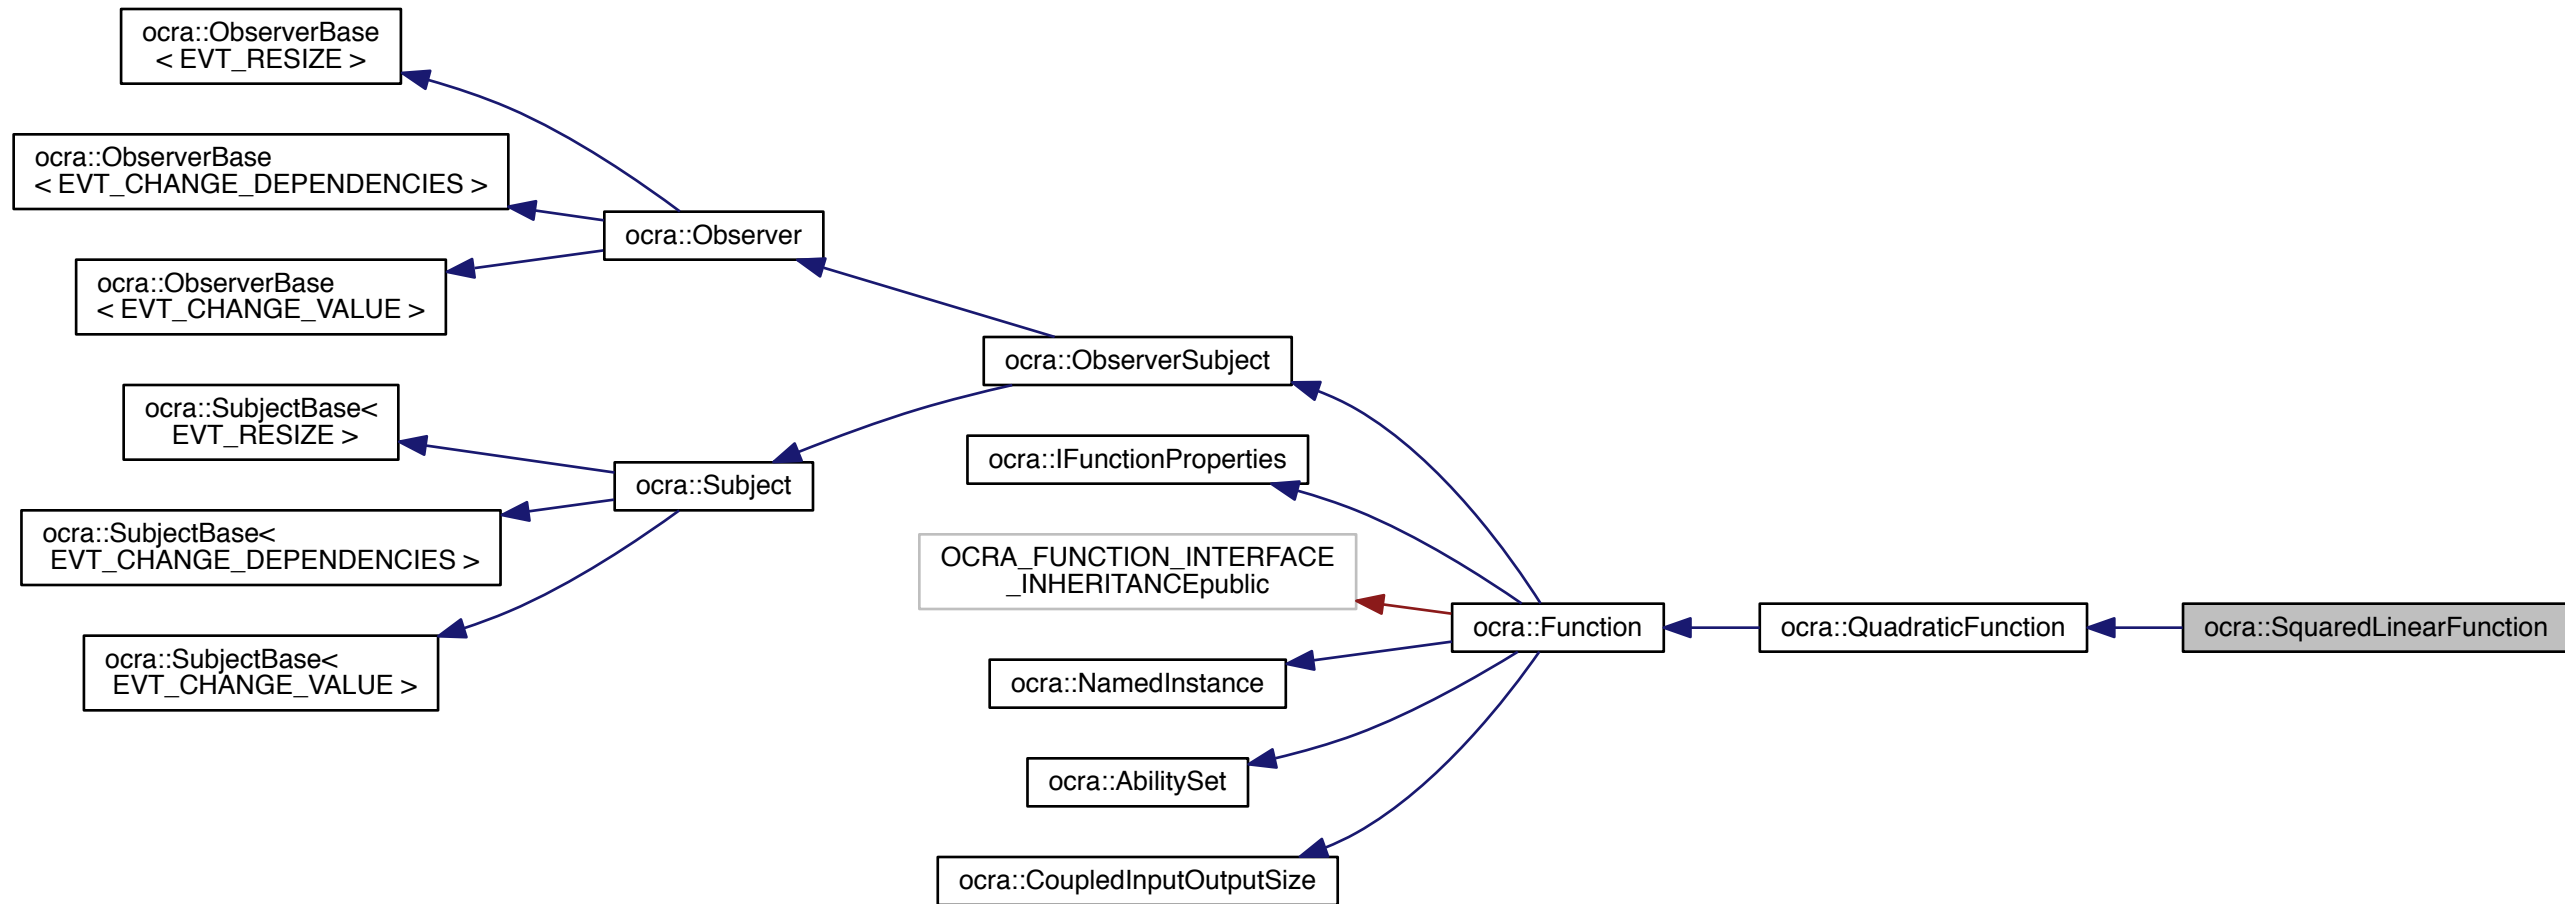 ocra::ObserverBase
< EVT_RESIZE >
ocra::ObserverBase
< EVT_CHANGE_DEPENDENCIES >
ocra::Observer
ocra::ObserverBase
< EVT_CHANGE_VALUE >
ocra::ObserverSubject
ocra::SubjectBase<
EVT_RESIZE >
ocra::IFunctionProperties
ocra::Subject
ocra::SubjectBase<
EVT_CHANGE_DEPENDENCIES >
OCRA_FUNCTION_INTERFACE
_INHERITANCEpublic
ocra::Function
ocra::QuadraticFunction
ocra::SquaredLinearFunction
ocra::SubjectBase<
EVT_CHANGE_VALUE >
ocra::NamedInstance
ocra::AbilitySet
ocra::CoupledInputOutputSize